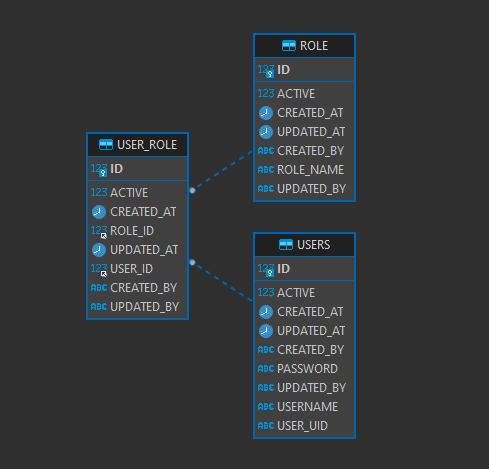 USER_ROLE
123 ID
123 ACTIVE
CREATED_AT
123 ROLE_ID
UPDATED_AT
123 USER_ID
ABC CREATED_BY
ABC UPDATED_BY
ROLE
123 ID
123 ACTIVE
CREATED_AT
UPDATED_AT
ABC CREATED_BY
ABC ROLE_NAME
ABC UPDATED_BY
USERS
123 ID
123 ACTIVE
CREATED_AT
UPDATED_AT
ABC CREATED_BY
ABC PASSWORD
ABC UPDATED_BY
ABC USERNAME
ABC USER_UID